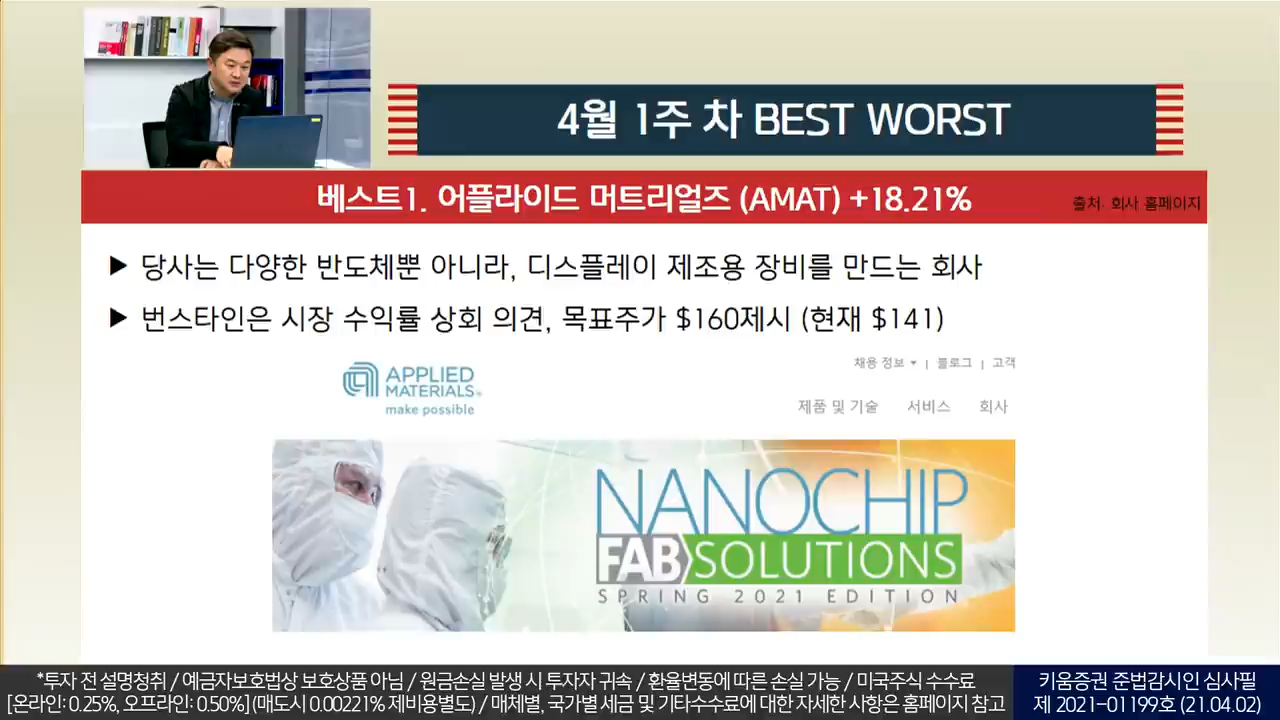 4월 1주 차 BEST WORST
베스트1. 어플라이드 머트리얼즈 (AMAT) +18.21%
출처: 회사 홈페이지
▶ 당사는 다양한 반도체뿐 아니라, 디스플레이 제조용 장비를 만드는 회사
▶ 번스타인은 시장 수익률 상회 의견, 목표주가 $160제시 (현재 $141)
채용 정보 ▾ | 블로그 | 고객
APPLIED
MATERIALS®
make possible
제품 및 기술 서비스 회사
NANOCHIP
FAB SOLUTIONS
SPRING 2021 EDITION
*투자 전 설명청취 / 예금자보호법상 보호상품 아님 / 원금손실 발생 시 투자자 귀속 / 환율변동에 따른 손실 가능 / 미국주식 수수료
[온라인: 0.25%, 오프라인: 0.50%] (매도시 0.00221% 제비용별도) / 매체별, 국가별 세금 및 기타수수료에 대한 자세한 사항은 홈페이지 참고
키움증권 준법감시인 심사필
제 2021-01199호 (21.04.02)